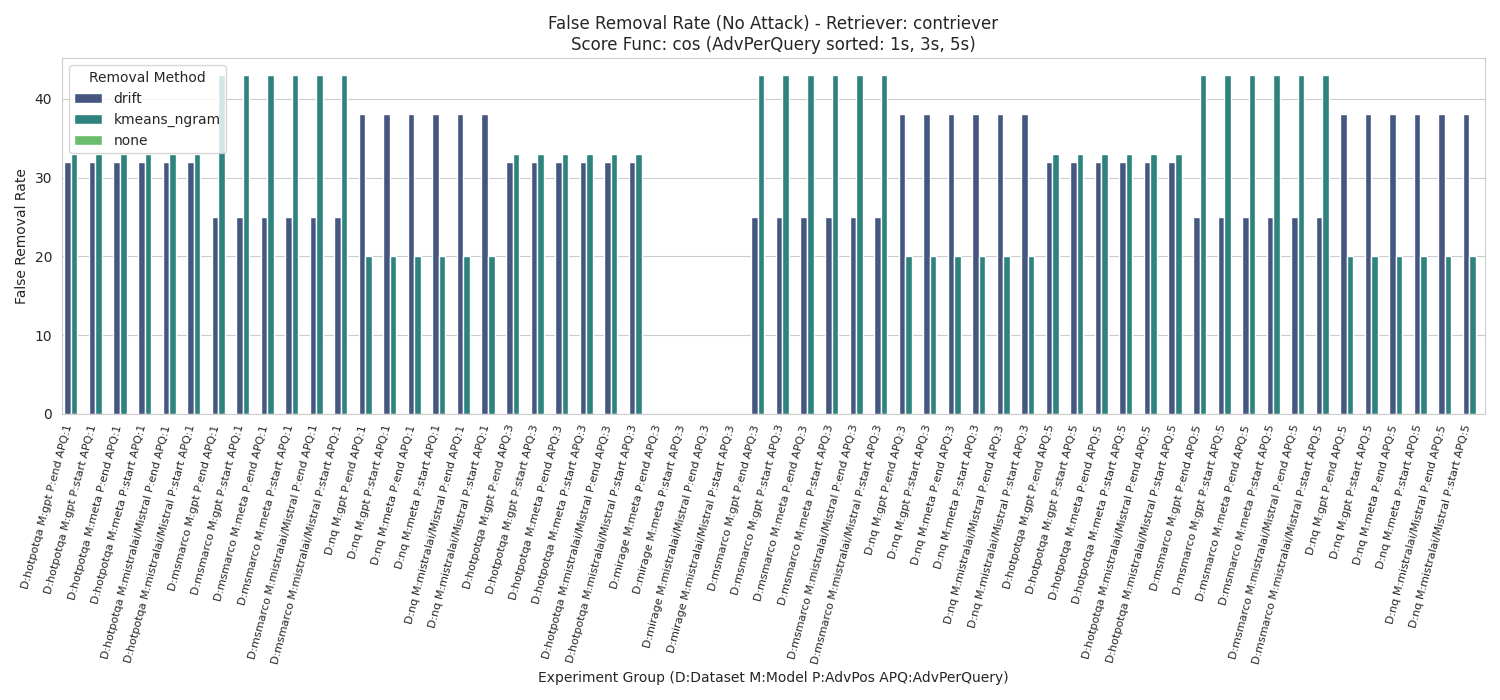 False Removal Rate (No Attack) - Retriever: contriever
Score Func: cos (AdvPerQuery sorted: 1s, 3s, 5s)
Removal Method
drift
kmeans_ngram
none
False Removal Rate
40
30
20
10
0
D:hotpotqa M:gpt P:end APQ:1
D:hotpotqa M:gpt P:start APQ:1
D:hotpotqa M:meta P:end APQ:1
D:hotpotqa M:meta P:start APQ:1
D:hotpotqa M:mistralai/Mistral P:end APQ:1
D:hotpotqa M:mistralai/Mistral P:start APQ:1
D:msmarco M:gpt P:end APQ:1
D:msmarco M:gpt P:start APQ:1
D:msmarco M:meta P:end APQ:1
D:msmarco M:meta P:start APQ:1
D:msmarco M:mistralai/Mistral P:end APQ:1
D:msmarco M:mistralai/Mistral P:start APQ:1
D:nq M:gpt P:end APQ:1
D:nq M:gpt P:start APQ:1
D:nq M:meta P:end APQ:1
D:nq M:meta P:start APQ:1
D:nq M:mistralai/Mistral P:end APQ:1
D:nq M:mistralai/Mistral P:start APQ:1
D:hotpotqa M:gpt P:end APQ:3
D:hotpotqa M:gpt P:start APQ:3
D:hotpotqa M:meta P:end APQ:3
D:hotpotqa M:meta P:start APQ:3
D:hotpotqa M:mistralai/Mistral P:end APQ:3
D:hotpotqa M:mistralai/Mistral P:start APQ:3
D:mirage M:meta P:end APQ:3
D:mirage M:meta P:start APQ:3
D:mirage M:mistralai/Mistral P:end APQ:3
D:mirage M:mistralai/Mistral P:start APQ:3
D:msmarco M:gpt P:end APQ:3
D:msmarco M:gpt P:start APQ:3
D:msmarco M:meta P:end APQ:3
D:msmarco M:meta P:start APQ:3
D:msmarco M:mistralai/Mistral P:end APQ:3
D:msmarco M:mistralai/Mistral P:start APQ:3
D:nq M:gpt P:end APQ:3
D:nq M:gpt P:start APQ:3
D:nq M:meta P:end APQ:3
D:nq M:meta P:start APQ:3
D:nq M:mistralai/Mistral P:end APQ:3
D:nq M:mistralai/Mistral P:start APQ:3
D:hotpotqa M:gpt P:end APQ:5
D:hotpotqa M:gpt P:start APQ:5
D:hotpotqa M:meta P:end APQ:5
D:hotpotqa M:meta P:start APQ:5
D:hotpotqa M:mistralai/Mistral P:end APQ:5
D:hotpotqa M:mistralai/Mistral P:start APQ:5
D:msmarco M:gpt P:end APQ:5
D:msmarco M:gpt P:start APQ:5
D:msmarco M:meta P:end APQ:5
D:msmarco M:meta P:start APQ:5
D:msmarco M:mistralai/Mistral P:end APQ:5
D:msmarco M:mistralai/Mistral P:start APQ:5
D:nq M:gpt P:end APQ:5
D:nq M:gpt P:start APQ:5
D:nq M:meta P:end APQ:5
D:nq M:meta P:start APQ:5
D:nq M:mistralai/Mistral P:end APQ:5
D:nq M:mistralai/Mistral P:start APQ:5
Experiment Group (D:Dataset M:Model P:AdvPos APQ:AdvPerQuery)